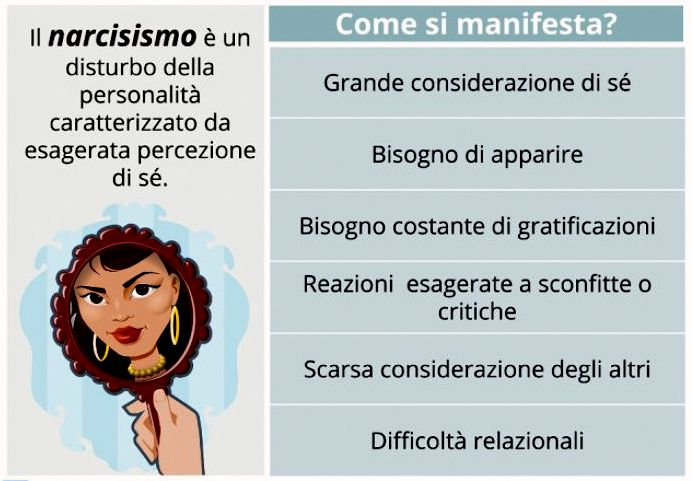 Il narcisismo è un
disturbo della
personalità
caratterizzato da
esagerata percezione
di sé.
Come si manifesta?
Grande considerazione di sé
Bisogno di apparire
Bisogno costante di gratificazioni
Reazioni esagerate a sconfitte o
critiche
Scarsa considerazione degli altri
Difficoltà relazionali